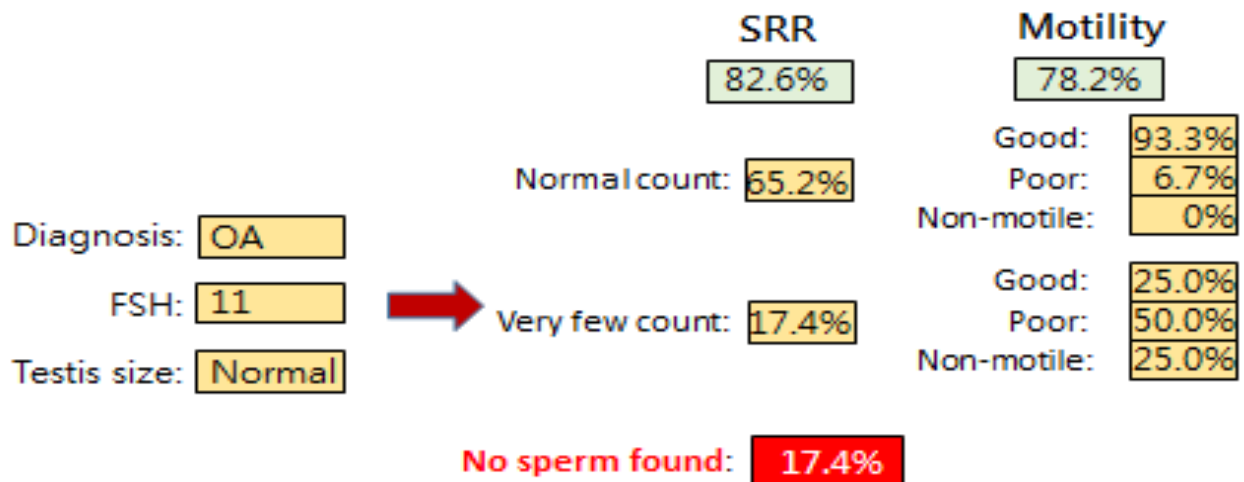 SRR Motility
82.6% 78.2%
Good: 93.3%
Normal count: 65.2% Poor: 6.7%
Non-motile: 0%
Diagnosis: OA
Good: 25.0%
FSH: 11
Very few count: 17.4% Poor: 50.0%
Testis size: Normal Non-motile: 25.0%
No sperm found: 17.4%